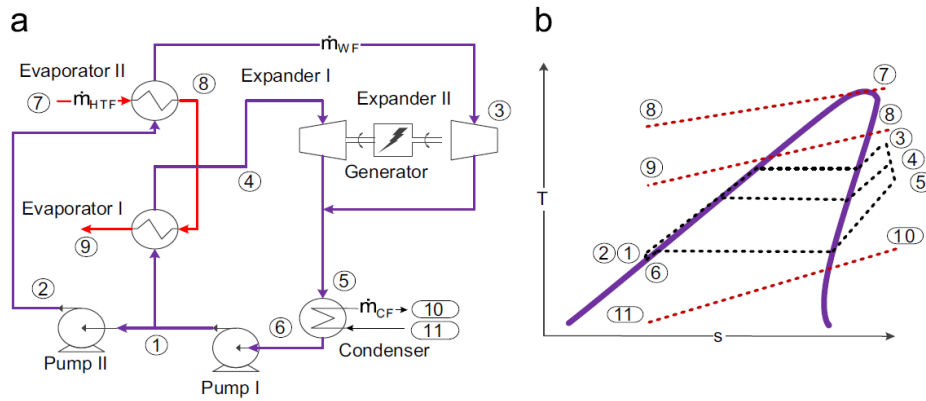 a
ṁWF
Evaporator II
⑦ ṁHTF
⑧
Expander I
Expander II
③
Generator
④
Evaporator I
⑨
②
Pump II
①
⑥
Pump I
⑤
ṁCF
⑩
⑪
Condenser
b
T
s
⑦
⑧
⑧
③
⑨
④
⑤
② ①
⑥
⑩
⑪